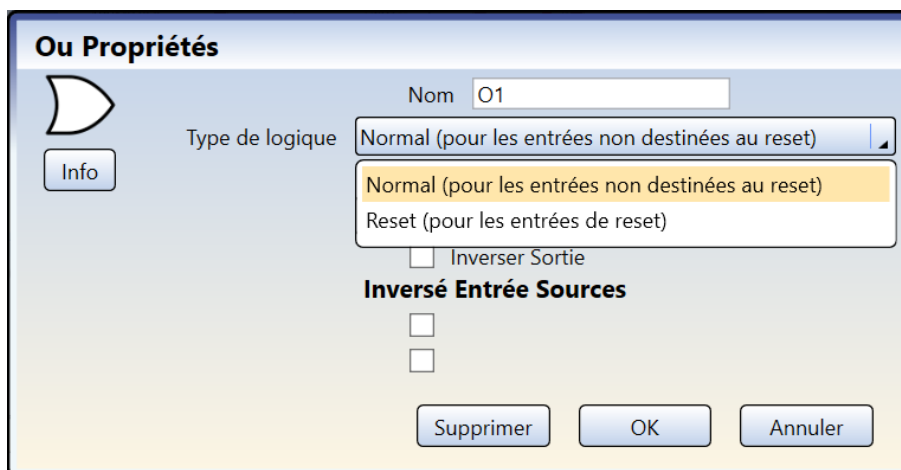 Ou Propriétés
Nom O1
Type de logique Normal (pour les entrées non destinées au reset)
Info
Normal (pour les entrées non destinées au reset)
Reset (pour les entrées de reset)
Inverser Sortie
Inversé Entrée Sources
Supprimer OK Annuler